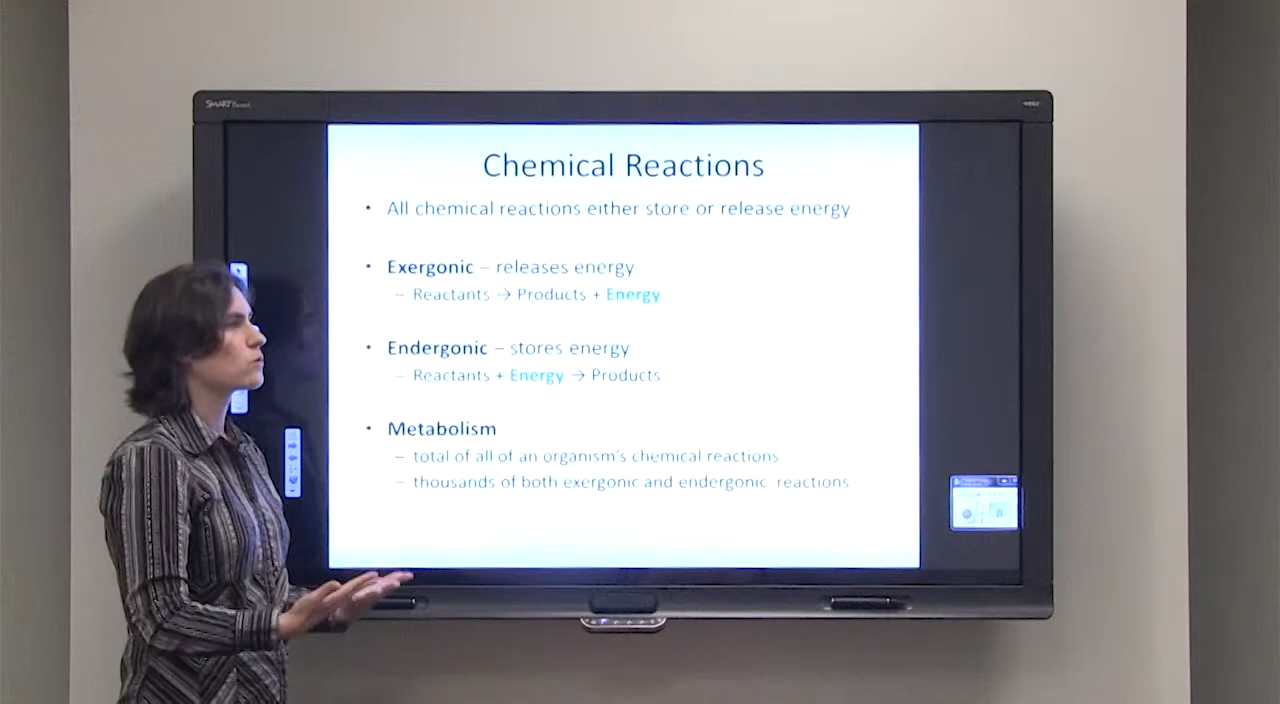 SMART Board
Chemical Reactions
• All chemical reactions either store or release energy
• Exergonic – releases energy
– Reactants → Products + Energy
• Endergonic – stores energy
– Reactants + Energy → Products
• Metabolism
– total of all of an organism's chemical reactions
– thousands of both exergonic and endergonic reactions